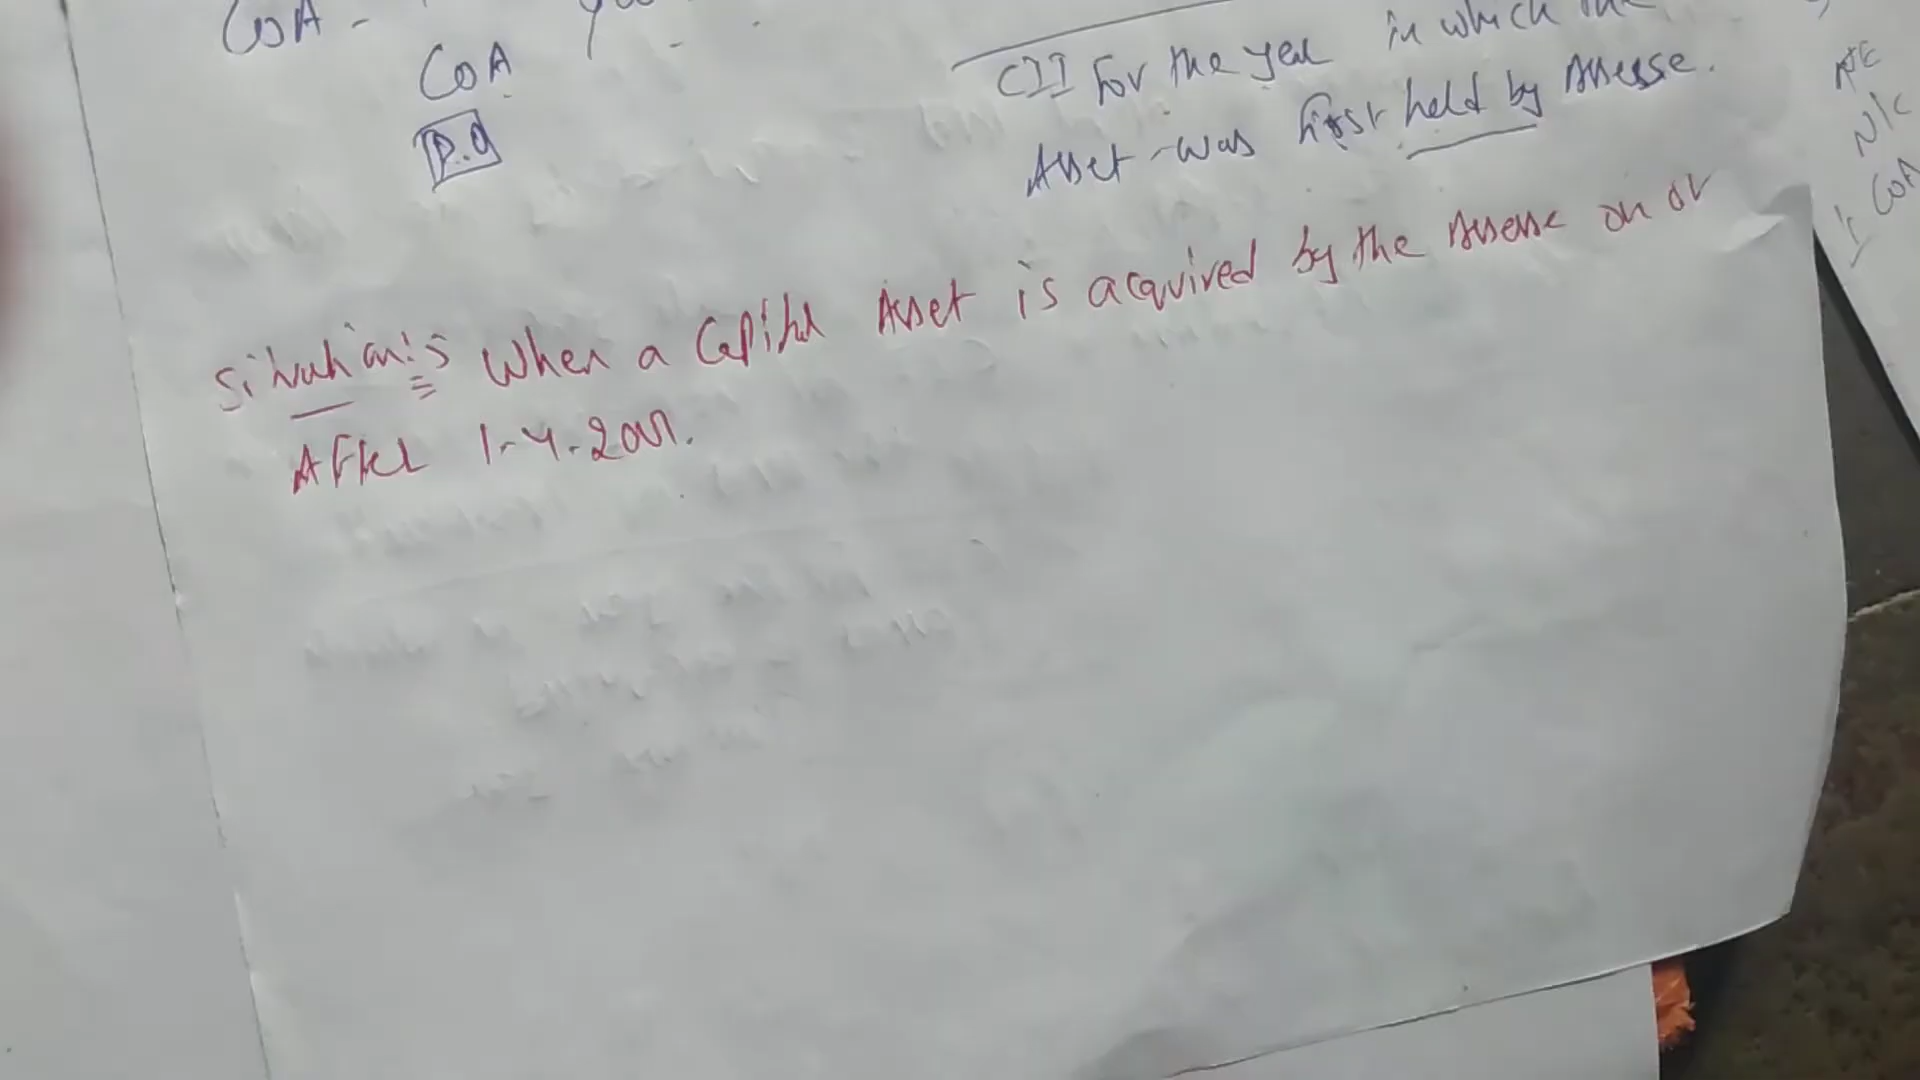 CoA -
CoA
P.Q
CII for the year in which the
Asset was first held by Assesse.
N/C
CoA
Situation:5 When a Capital Asset is acquired by the Assesse on or
After 1-4-2001.